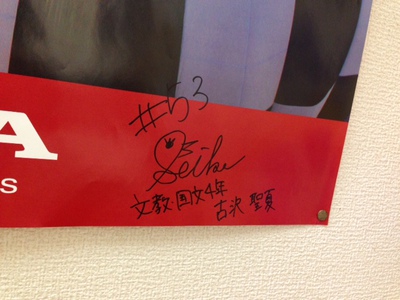 #53
A
Seika
s
文教・国文4年
古沢 聖夏